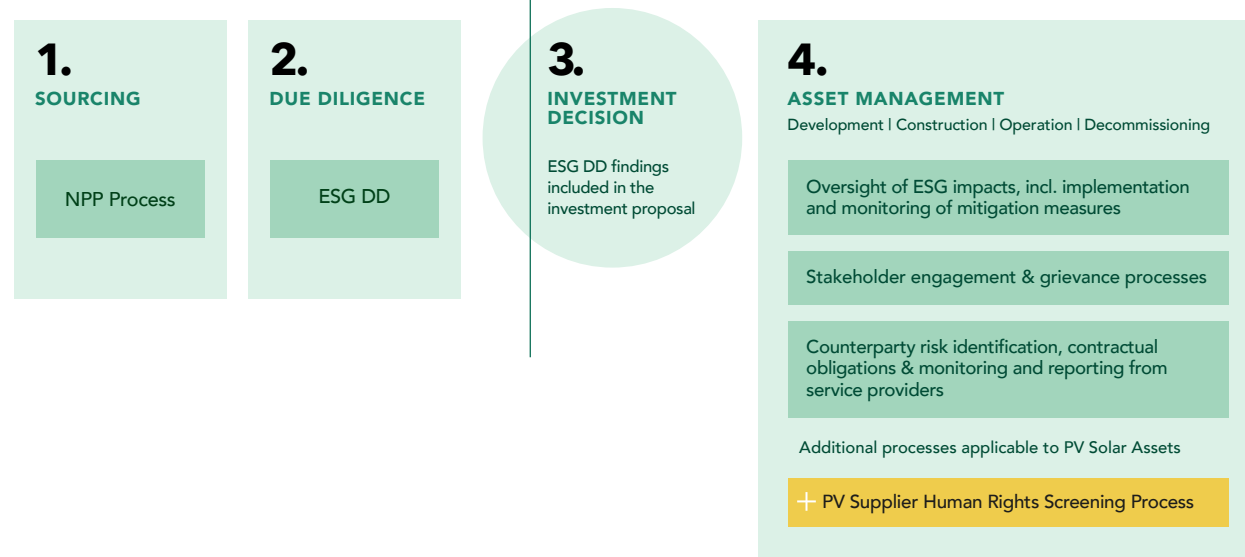 1.
SOURCING
NPP Process
2.
DUE DILIGENCE
ESG DD
3.
INVESTMENT
DECISION
ESG DD findings
included in the
investment proposal
4.
ASSET MANAGEMENT
Development | Construction | Operation | Decommissioning
Oversight of ESG impacts, incl. implementation
and monitoring of mitigation measures
Stakeholder engagement & grievance processes
Counterparty risk identification, contractual
obligations & monitoring and reporting from
service providers
Additional processes applicable to PV Solar Assets
+ PV Supplier Human Rights Screening Process